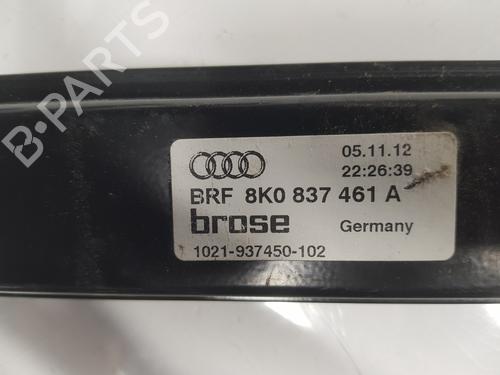 B-PARTS
05.11.12
22:26:39
BRF 8K0 837 461 A
brose
Germany
1021-937450-102